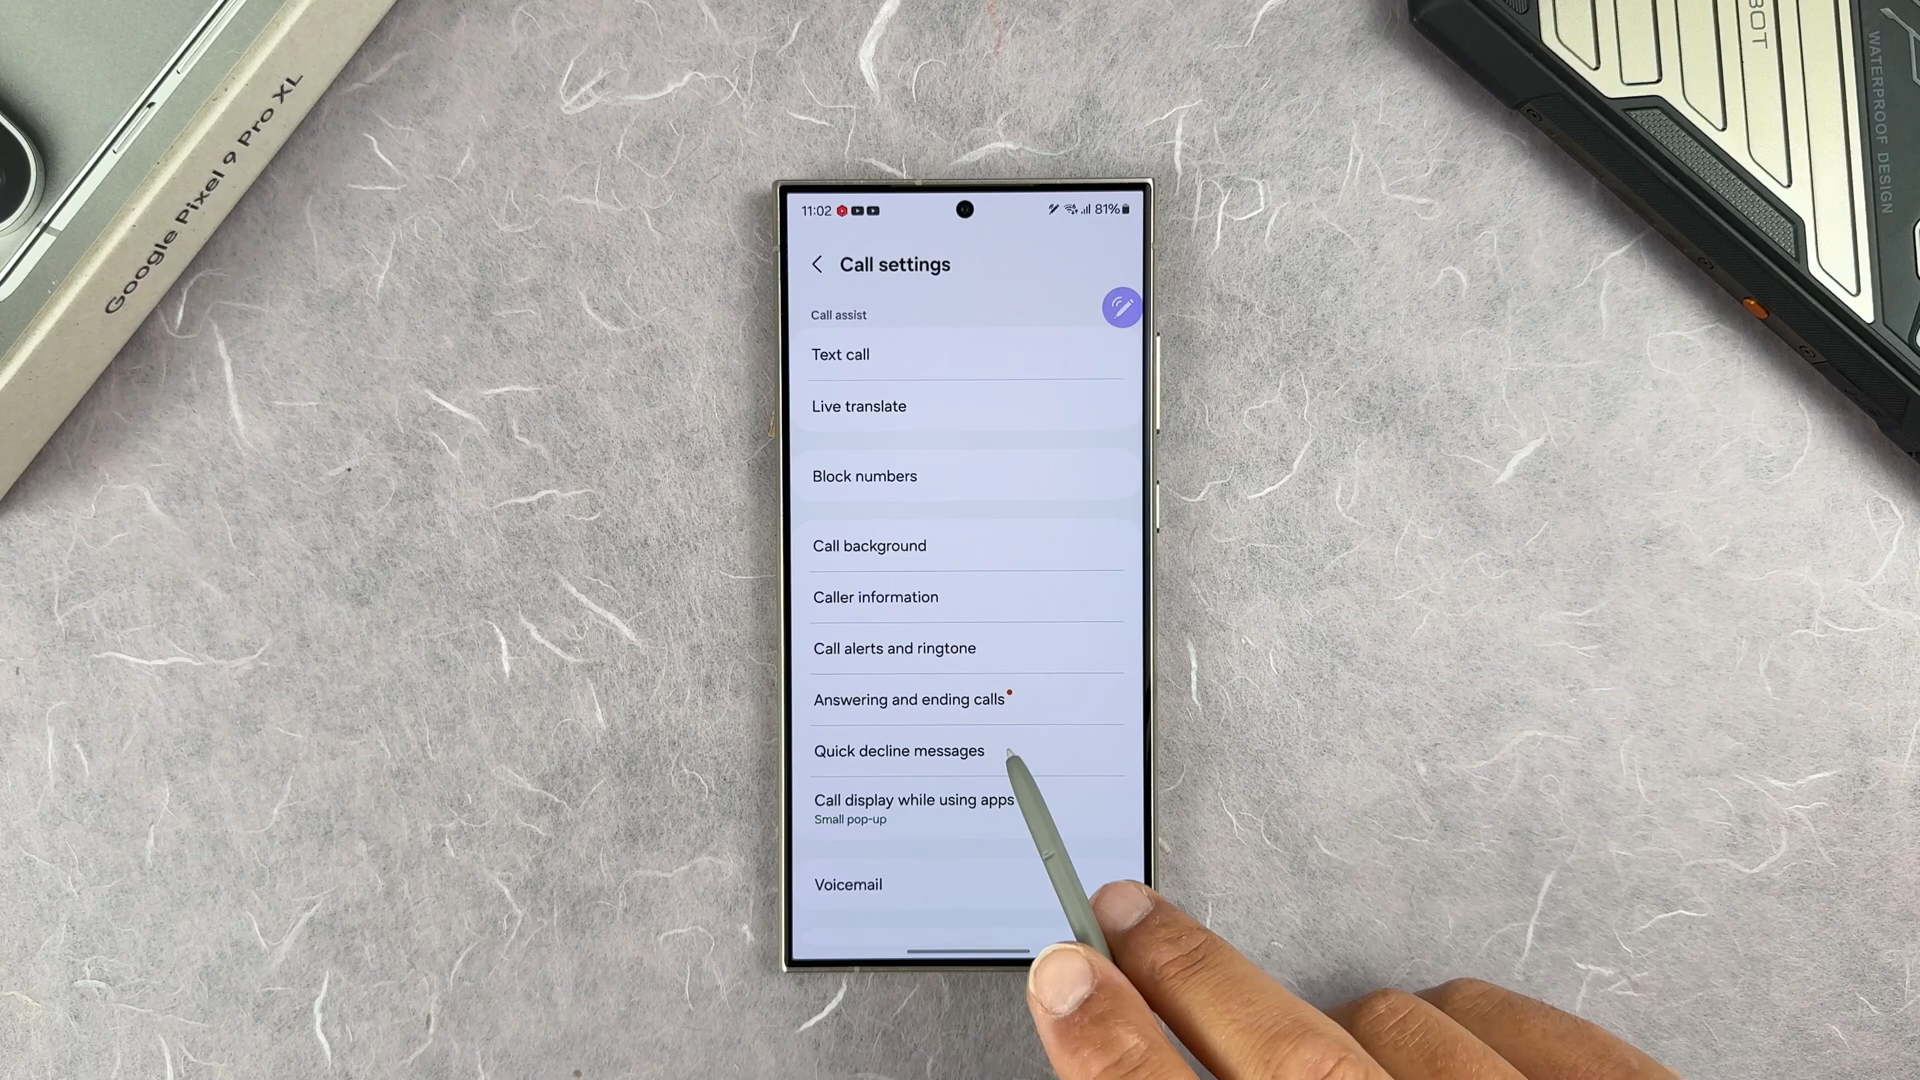 Google Pixel 9 Pro XL
BOT
WATERPROOF DESIGN
11:02
81%
Call settings
Call assist
Text call
Live translate
Block numbers
Call background
Caller information
Call alerts and ringtone
Answering and ending calls
Quick decline messages
Call display while using apps
Small pop-up
Voicemail